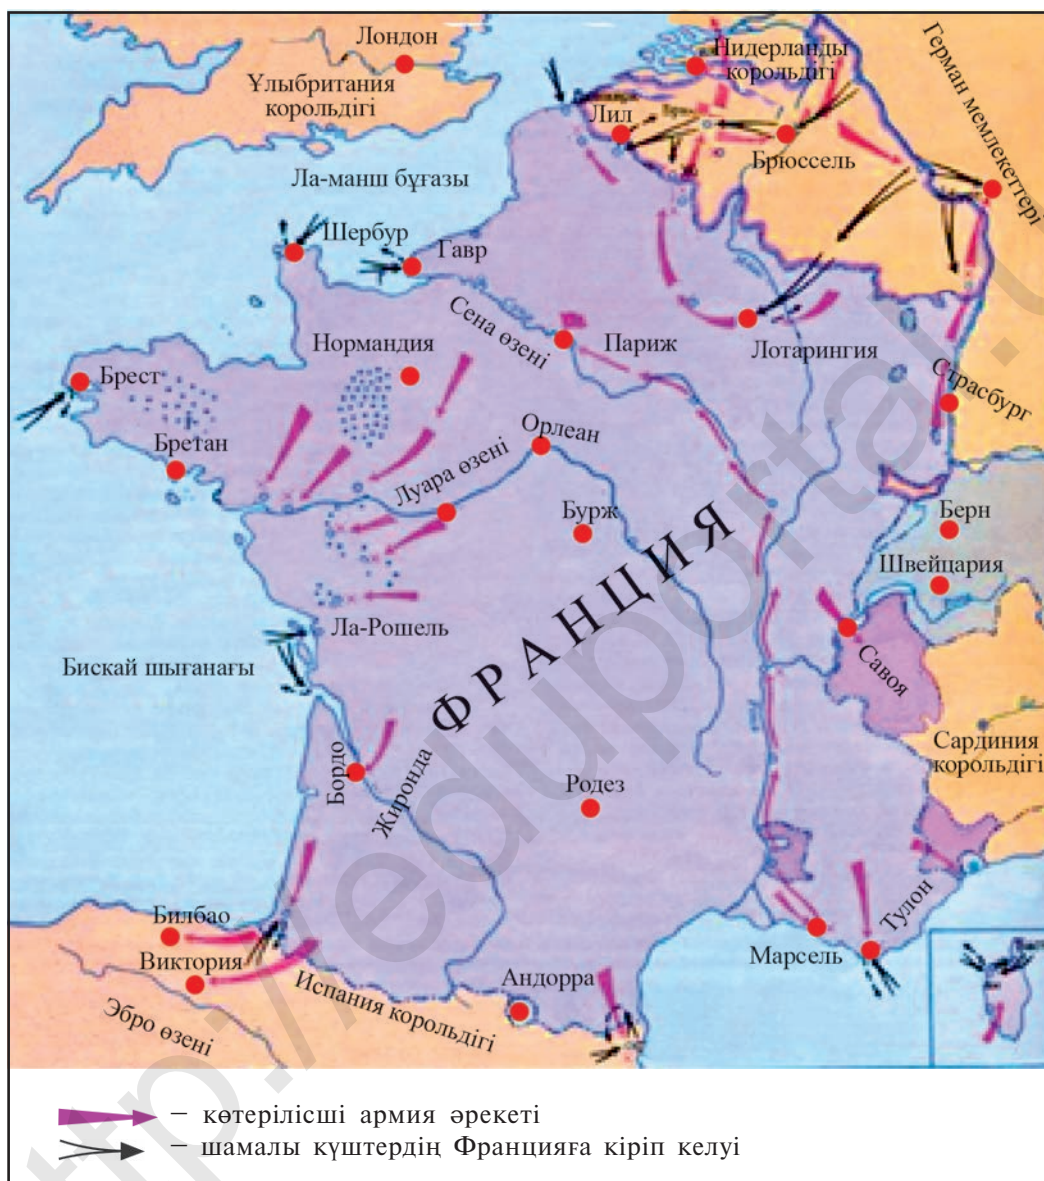 Лондон
Ұлыбритания
корольдігі
Нидерланды
корольдігі
Герман мемлекеттері
Лил
Брюссель
Ла-манш бұғазы
Шербур
Гавр
Сена өзені
Париж
Лотарингия
Нормандия
Брест
Страсбург
Бретан
Орлеан
Луара өзені
Бурж
Берн
Швейцария
ФРАНЦИЯ
Ла-Рошель
Бискай шығанағы
Савоя
Сардиния
корольдігі
Бордо
Жиронда
Родез
Билбао
Виктория
Эбро өзені
Испания корольдігі
Андорра
Марсель
Тулон
http://eduportal.
– көтерілісші армия әрекеті
– шамалы күштердің Францияға кіріп келуі